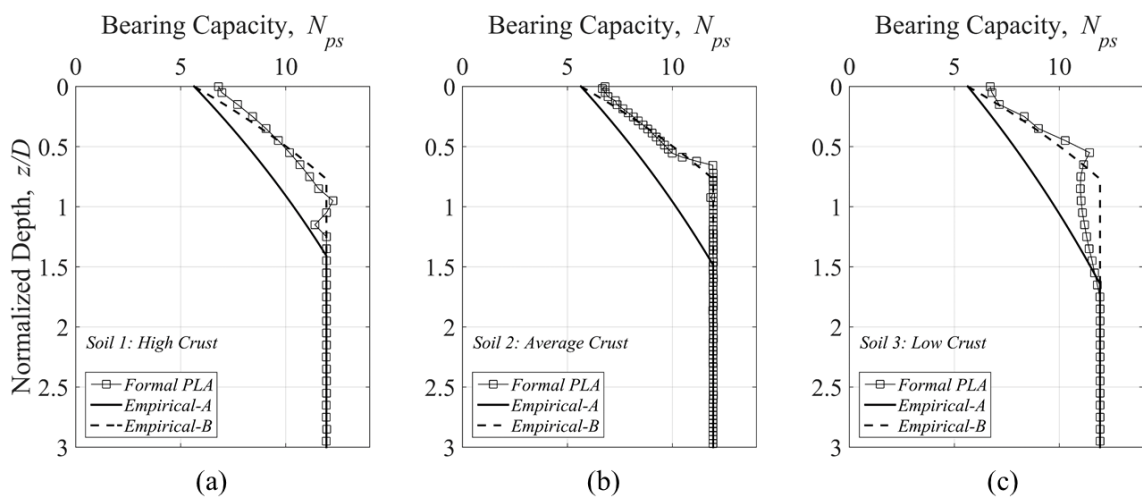 Bearing Capacity, N_ps
0 5 10
0
0.5
1
1.5
2
2.5
3
Normalized Depth, z/D
Soil 1: High Crust
Formal PLA
Empirical-A
Empirical-B
(a)
Bearing Capacity, N_ps
0 5 10
0
0.5
1
1.5
2
2.5
3
Soil 2: Average Crust
Formal PLA
Empirical-A
Empirical-B
(b)
Bearing Capacity, N_ps
0 5 10
0
0.5
1
1.5
2
2.5
3
Soil 3: Low Crust
Formal PLA
Empirical-A
Empirical-B
(c)